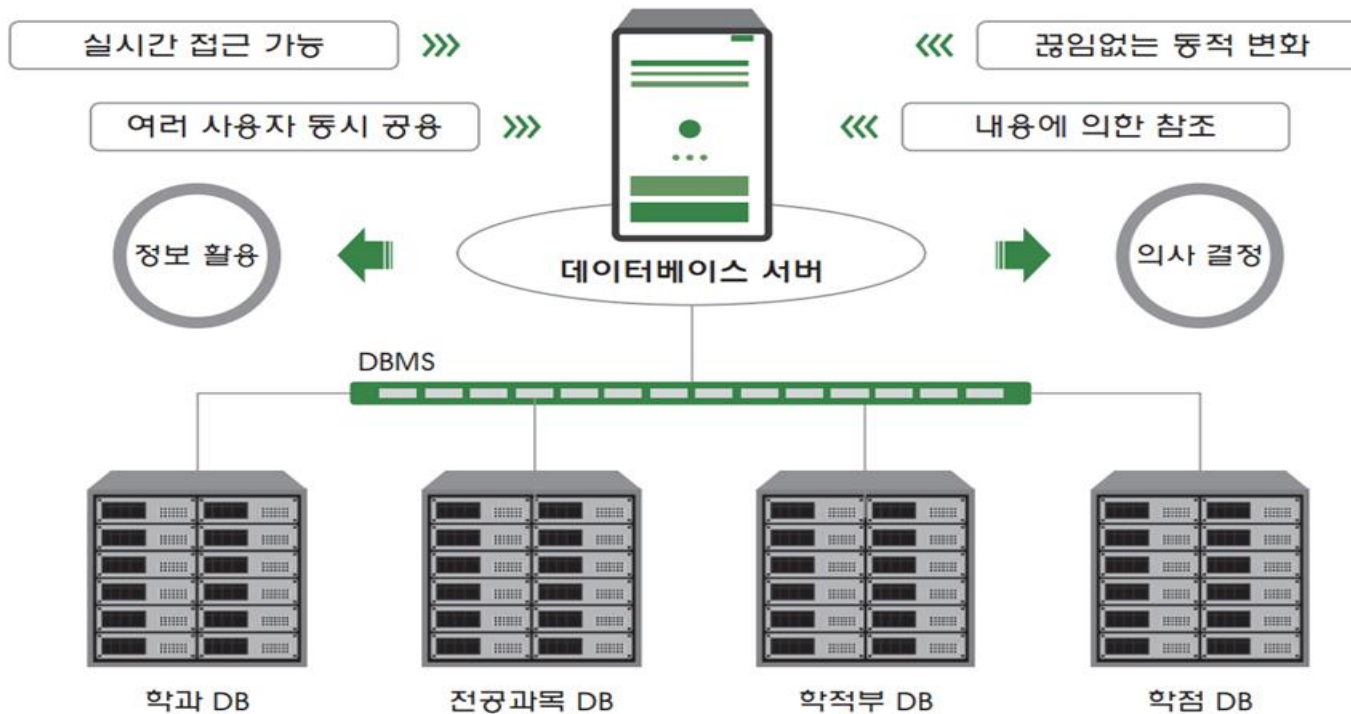 실시간 접근 가능
끊임없는 동적 변화
여러 사용자 동시 공용
내용에 의한 참조
정보 활용
의사 결정
데이터베이스 서버
DBMS
학과 DB
전공과목 DB
학적부 DB
학점 DB